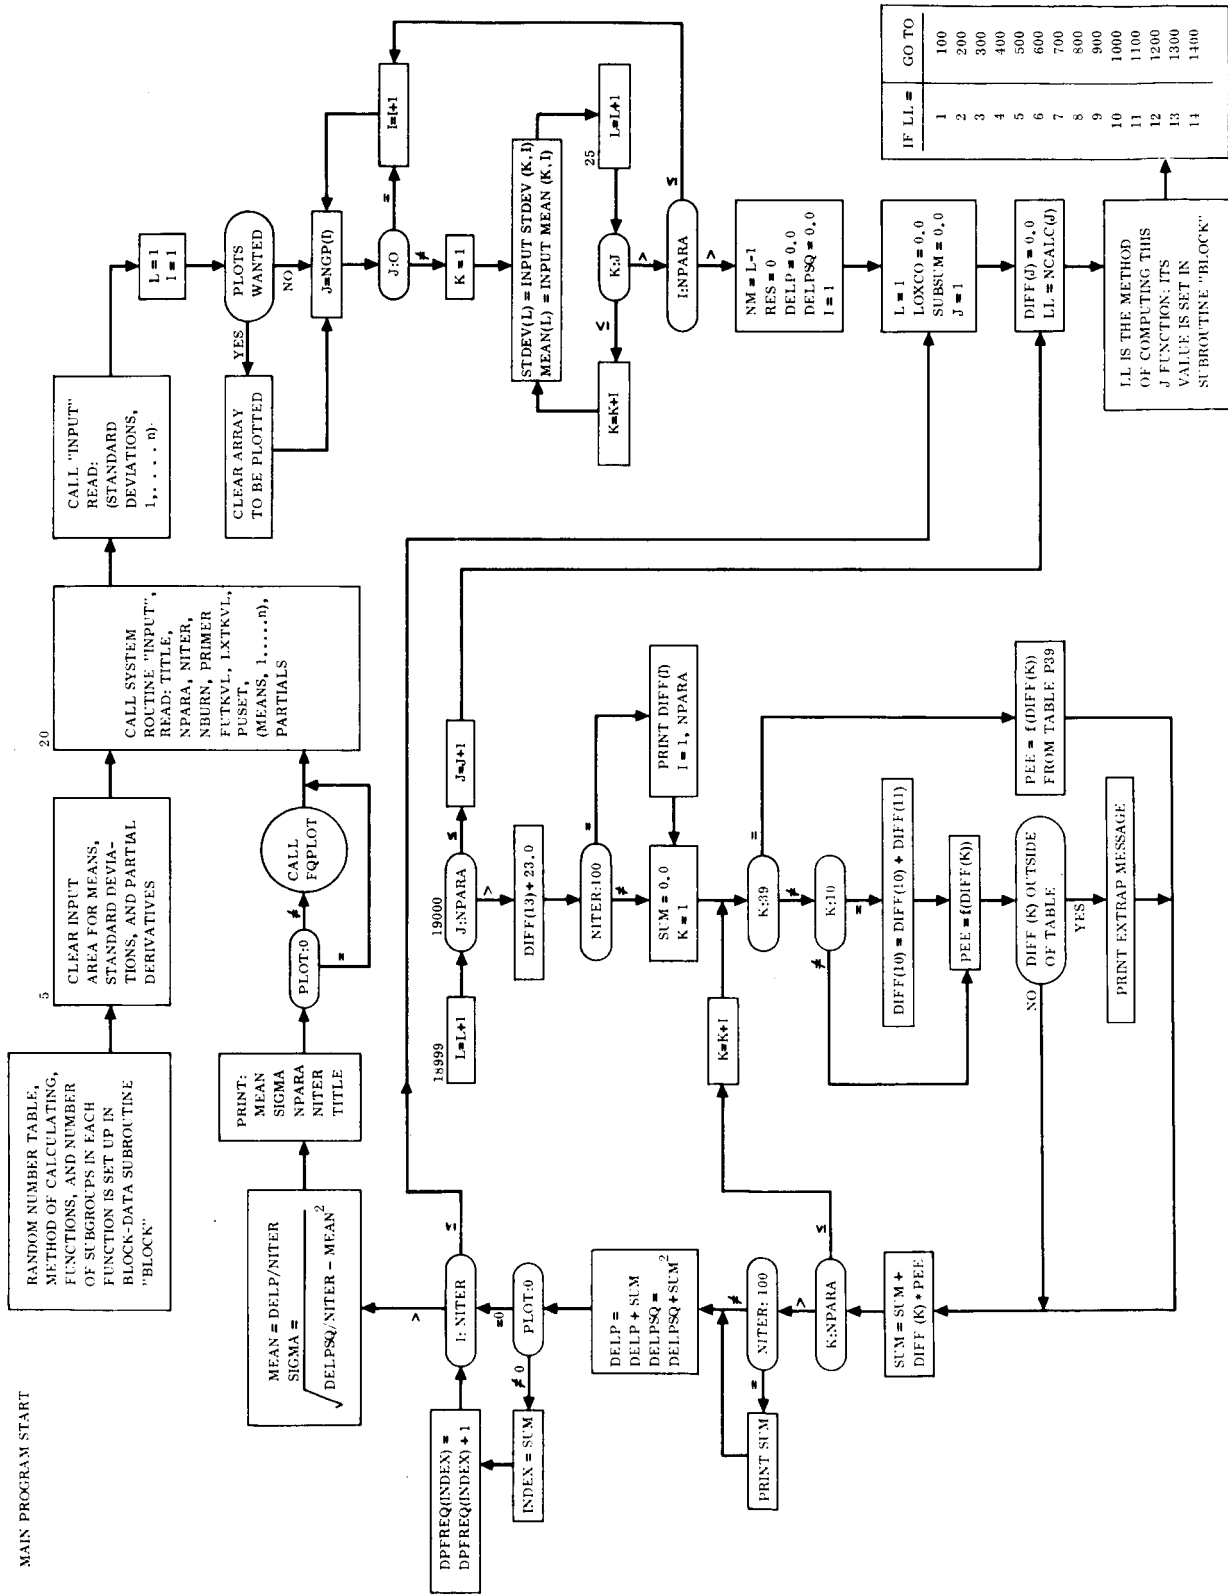 MAIN PROGRAM START
RANDOM NUMBER TABLE,
METHOD OF CALCULATING,
FUNCTIONS, AND NUMBER
OF SUBGROUPS IN EACH
FUNCTION IS SET UP IN
BLOCK-DATA SUBROUTINE
"BLOCK"
5
CLEAR INPUT
AREA FOR MEANS,
STANDARD DEVIA-
TIONS, AND PARTIAL
DERIVATIVES
20
CALL SYSTEM
ROUTINE "INPUT",
READ: TITLE,
NPARA, NITER,
NBURN, PRIMER
FUTKVL, LXTKVL,
PUSET,
(MEANS, 1,....n),
PARTIALS
CALL "INPUT"
READ:
(STANDARD
DEVIATIONS,
1,....n)
L = 1
I = 1
PLOTS
WANTED
YES
NO
CLEAR ARRAY
TO BE PLOTTED
J=NGP(I)
I=I+1
J:O
=
≠
K = 1
STDEV(L) = INPUT STDEV (K, I)
MEAN(L) = INPUT MEAN (K, I)
25
L=L+1
K:J
≤
>
K=K+I
I:NPARA
≤
>
NM = L-1
RES = 0
DELP = 0.0
DELPSQ = 0.0
I = 1
L = 1
LOXCO = 0.0
SUBSUM = 0.0
J = 1
DIFF(J) = 0.0
LL = NCALC(J)
LL IS THE METHOD
OF COMPUTING THIS
J FUNCTION: ITS
VALUE IS SET IN
SUBROUTINE "BLOCK"
IF LL = GO TO
1 100
2 200
3 300
4 400
5 500
6 600
7 700
8 800
9 900
10 1000
11 1100
12 1200
13 1300
14 1400
18999
L=L+1
19000
J:NPARA
≤
>
J=J+1
DIFF(13)+ 23.0
NITER:100
=
≠
PRINT DIFF(I)
I = 1, NPARA
SUM = 0.0
K = 1
K=K+I
K:39
=
≠
K:10
≠
=
DIFF(10) = DIFF(10) + DIFF(11)
PEE = f(DIFF(K))
DIFF (K) OUTSIDE
OF TABLE
NO
YES
PRINT EXTRAP MESSAGE
PEE = f(DIFF(K))
FROM TABLE P39
SUM = SUM +
DIFF (K) * PEE
K:NPARA
≤
>
NITER: 100
=
≠
PRINT SUM
DELP =
DELP + SUM
DELPSQ =
DELPSQ+SUM2
PLOT:0
≠ 0
=0
INDEX = SUM
DPFREQ(INDEX) =
DPFREQ(INDEX) + 1
I: NITER
≤
>
MEAN = DELP/NITER
SIGMA =
√DELPSQ/NITER − MEAN2
PRINT:
MEAN
SIGMA
NPARA
NITER
TITLE
PLOT:0
≠
=
CALL
FQPLOT